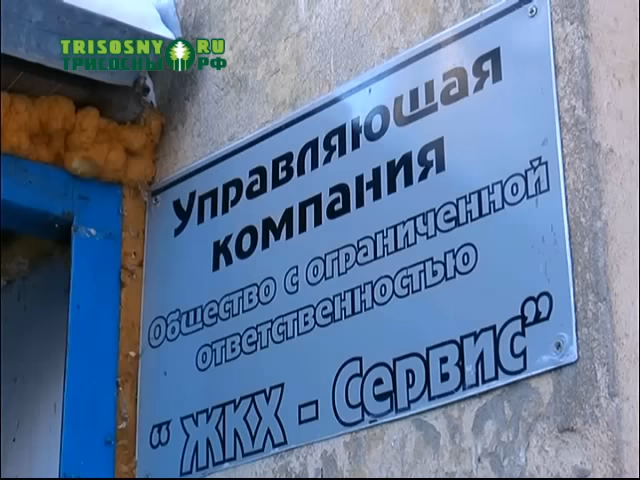 TRISOSNY.RU
ТРИСОСНЫ.РФ
Управляющая
компания
Общество с ограниченной
ответственностью
“ЖКХ - Сервис”